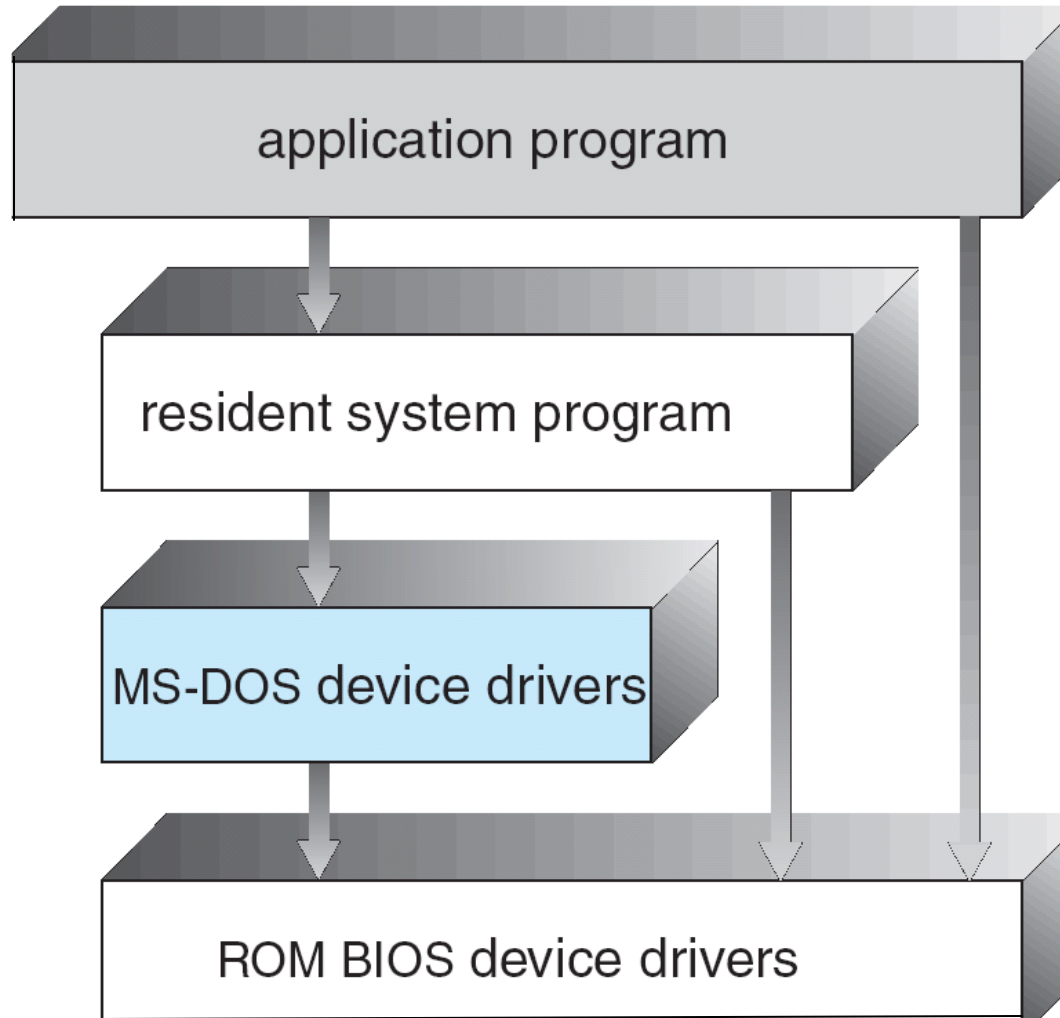 application program
resident system program
MS-DOS device drivers
ROM BIOS device drivers